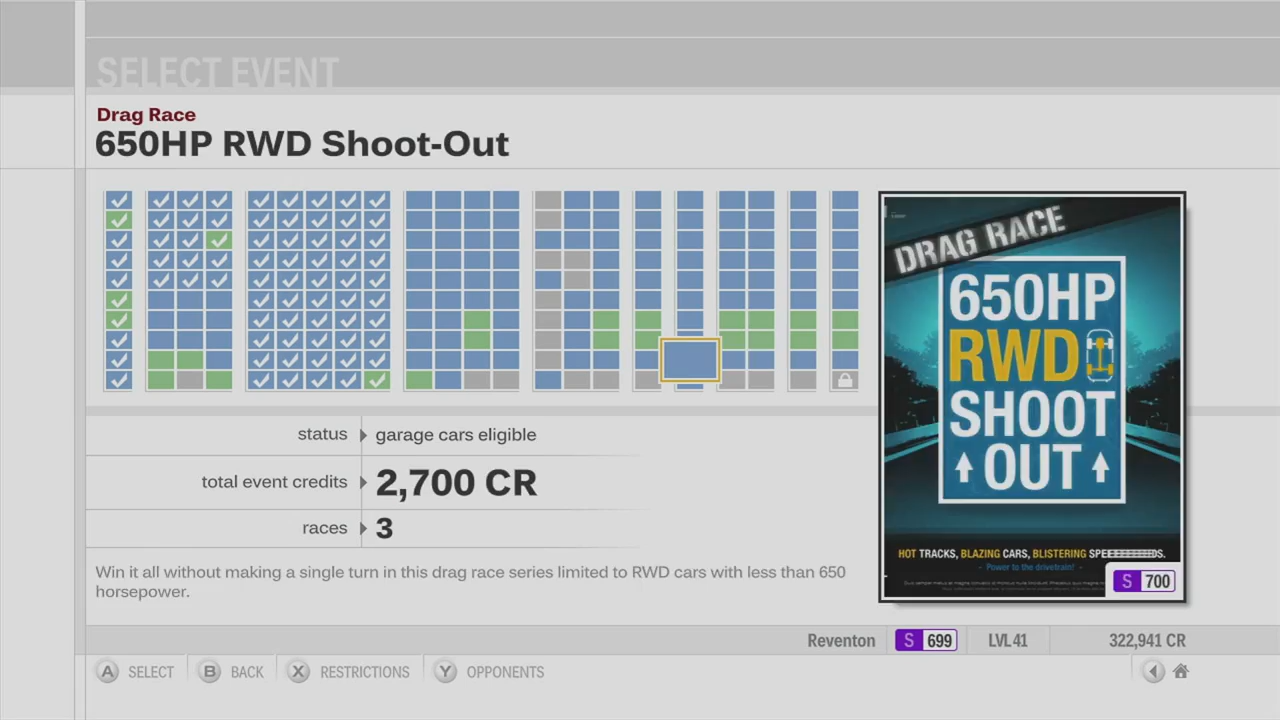 SELECT EVENT
Drag Race
650HP RWD Shoot-Out
DRAG RACE
650HP
RWD
SHOOT
OUT
HOT TRACKS, BLAZING CARS, BLISTERING SPEEEEEEEDS.
- Power to the drivetrain! -
S 700
status garage cars eligible
total event credits 2,700 CR
races 3
Win it all without making a single turn in this drag race series limited to RWD cars with less than 650
horsepower.
Reventon S 699 LVL 41 322,941 CR
A SELECT B BACK X RESTRICTIONS Y OPPONENTS